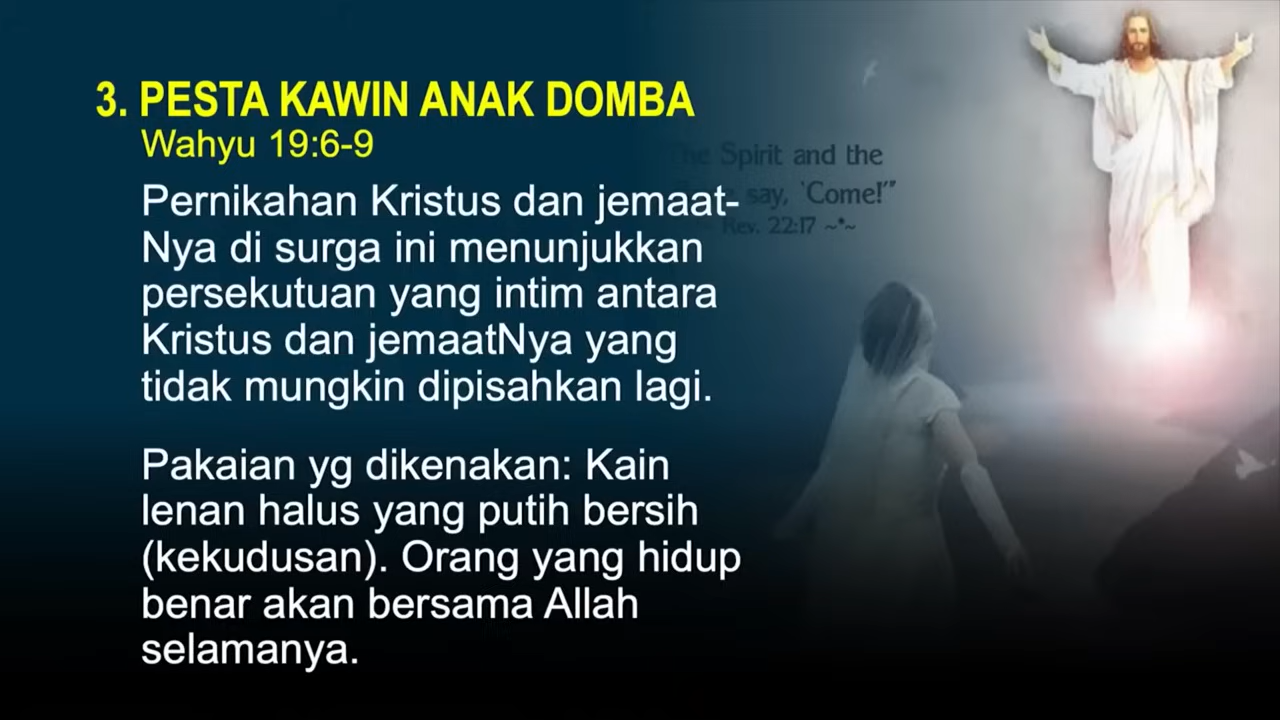 3. PESTA KAWIN ANAK DOMBA
Wahyu 19:6-9
Pernikahan Kristus dan jemaat-
Nya di surga ini menunjukkan
persekutuan yang intim antara
Kristus dan jemaatNya yang
tidak mungkin dipisahkan lagi.
Pakaian yg dikenakan: Kain
lenan halus yang putih bersih
(kekudusan). Orang yang hidup
benar akan bersama Allah
selamanya.
The Spirit and the
say, 'Come!'"
Rev. 22:17 ~*~